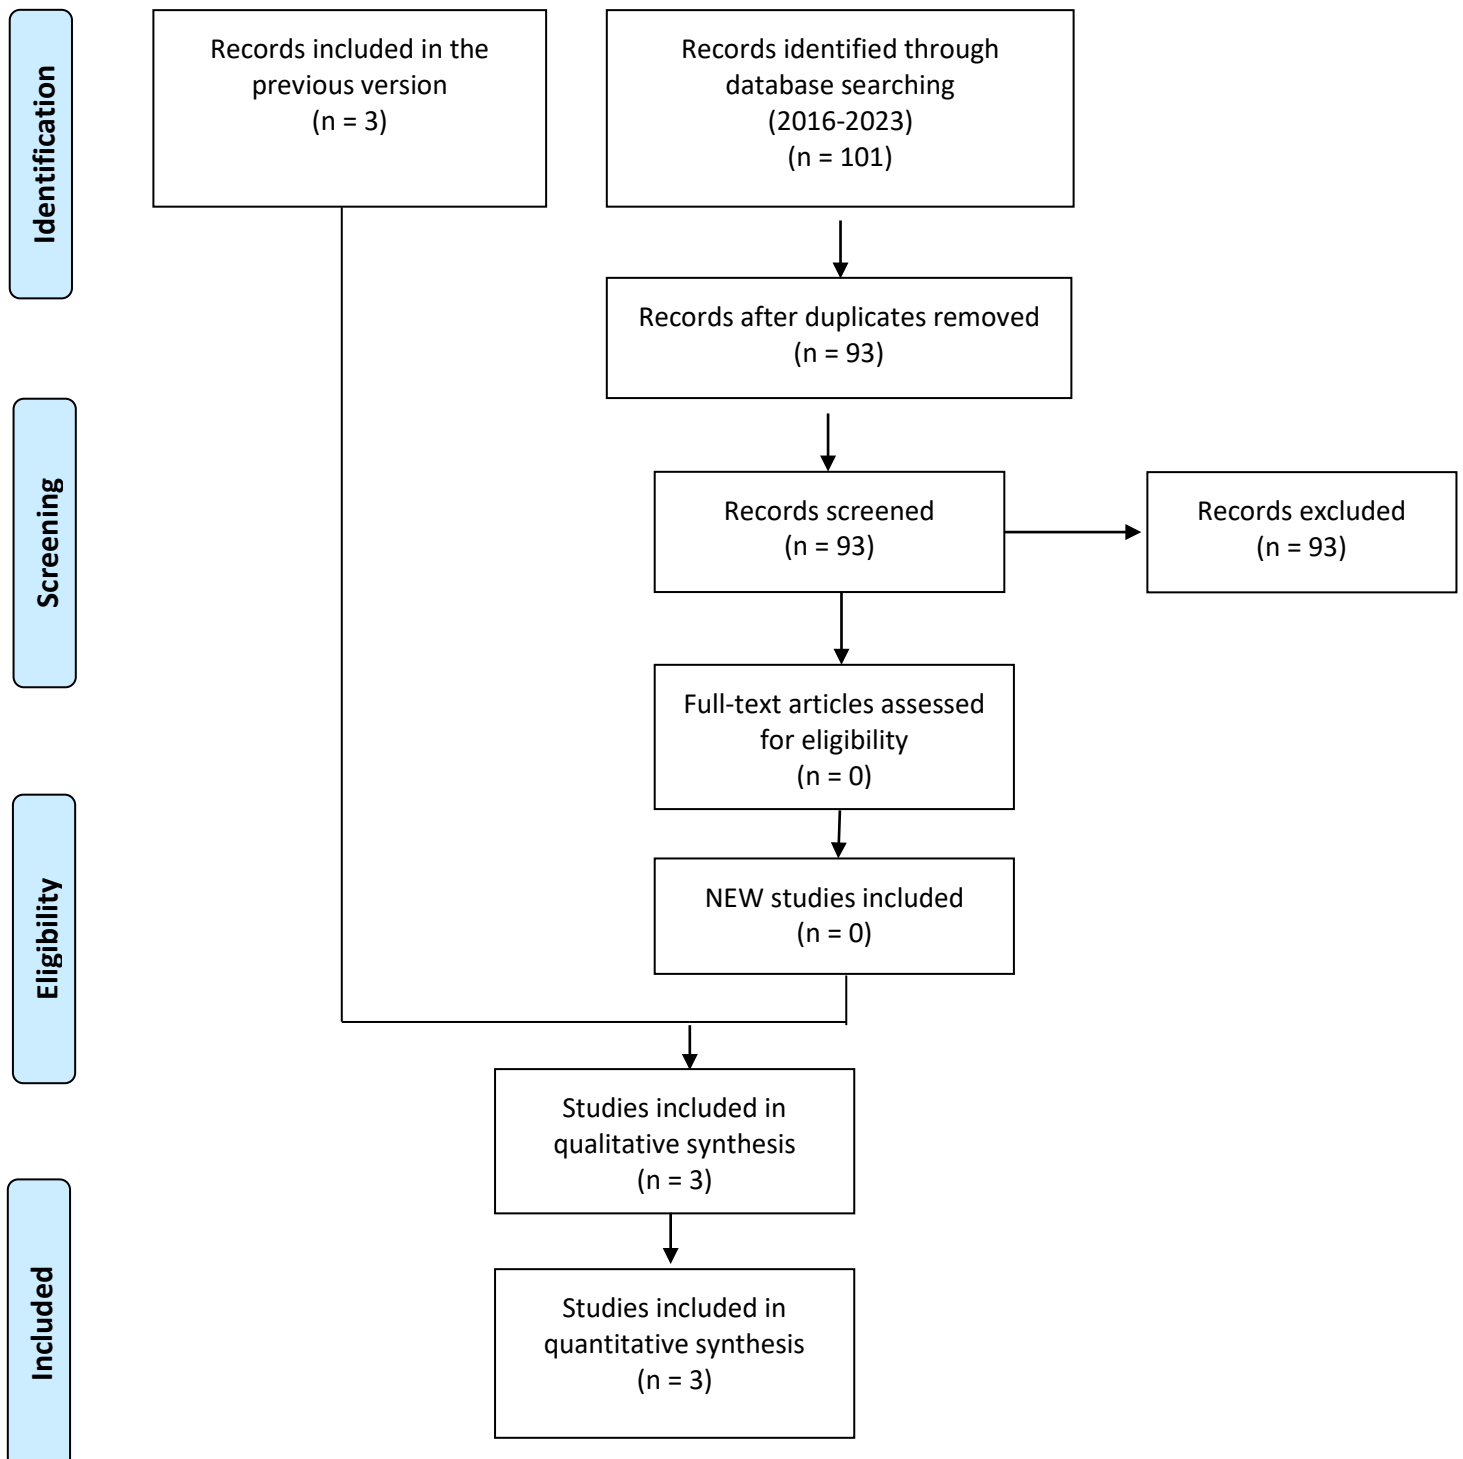 Identification
Records included in the
previous version
(n = 3)
Records identified through
database searching
(2016-2023)
(n = 101)
Records after duplicates removed
(n = 93)
Screening
Records screened
(n = 93)
Records excluded
(n = 93)
Full-text articles assessed
for eligibility
(n = 0)
Eligibility
NEW studies included
(n = 0)
Studies included in
qualitative synthesis
(n = 3)
Included
Studies included in
quantitative synthesis
(n = 3)